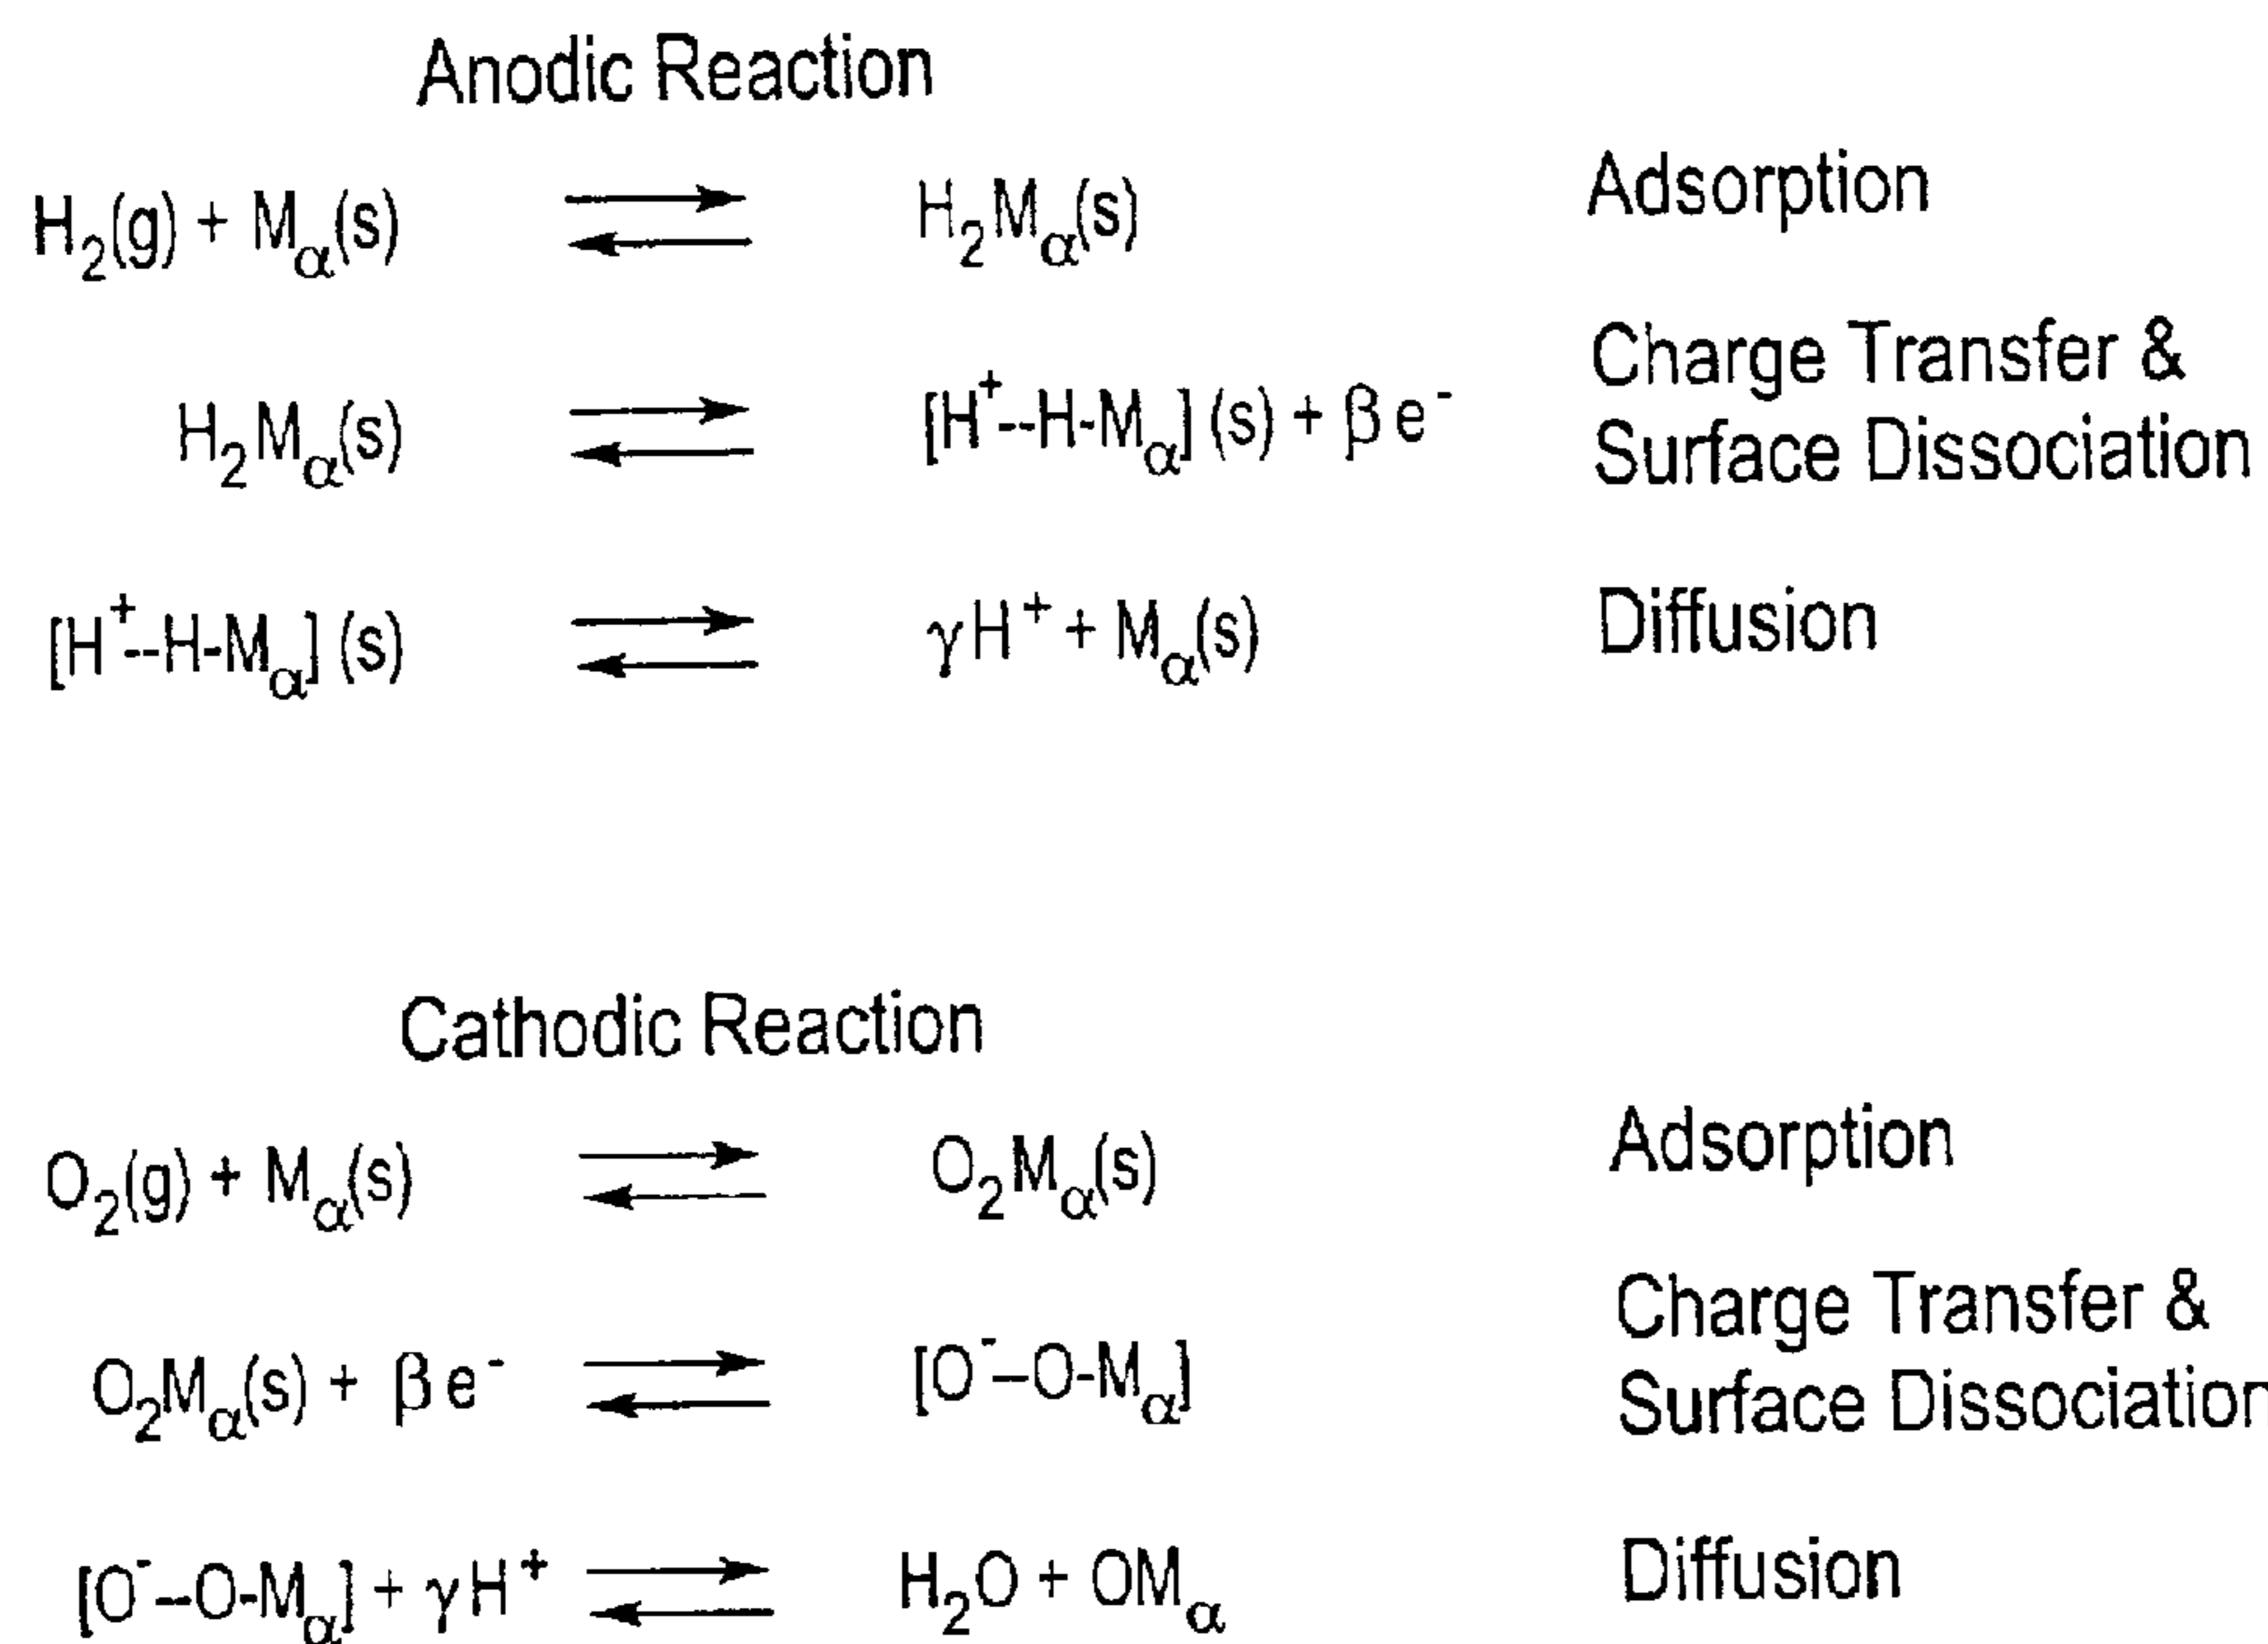 Anodic Reaction
H₂(g) + Mα(s) ⇌ H₂Mα(s) Adsorption
H₂Mα(s) ⇌ [H⁺--H-Mα] (s) + β e⁻ Charge Transfer & Surface Dissociation
[H⁺--H-Mα] (s) ⇌ γ H⁺ + Mα(s) Diffusion
Cathodic Reaction
O₂(g) + Mα(s) ⇌ O₂Mα(s) Adsorption
O₂Mα(s) + β e⁻ ⇌ [O⁻--O-Mα] Charge Transfer & Surface Dissociation
[O⁻--O-Mα] + γ H⁺ ⇌ H₂O + OMα Diffusion